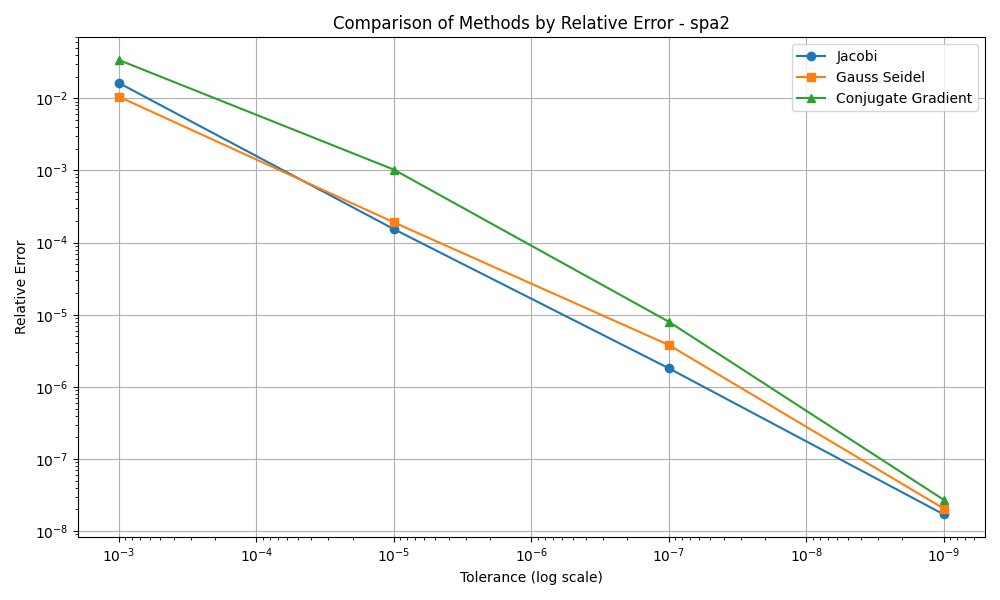 Comparison of Methods by Relative Error - spa2
Jacobi
Gauss Seidel
Conjugate Gradient
Relative Error
10⁻²
10⁻³
10⁻⁴
10⁻⁵
10⁻⁶
10⁻⁷
10⁻⁸
10⁻³ 10⁻⁴ 10⁻⁵ 10⁻⁶ 10⁻⁷ 10⁻⁸ 10⁻⁹
Tolerance (log scale)